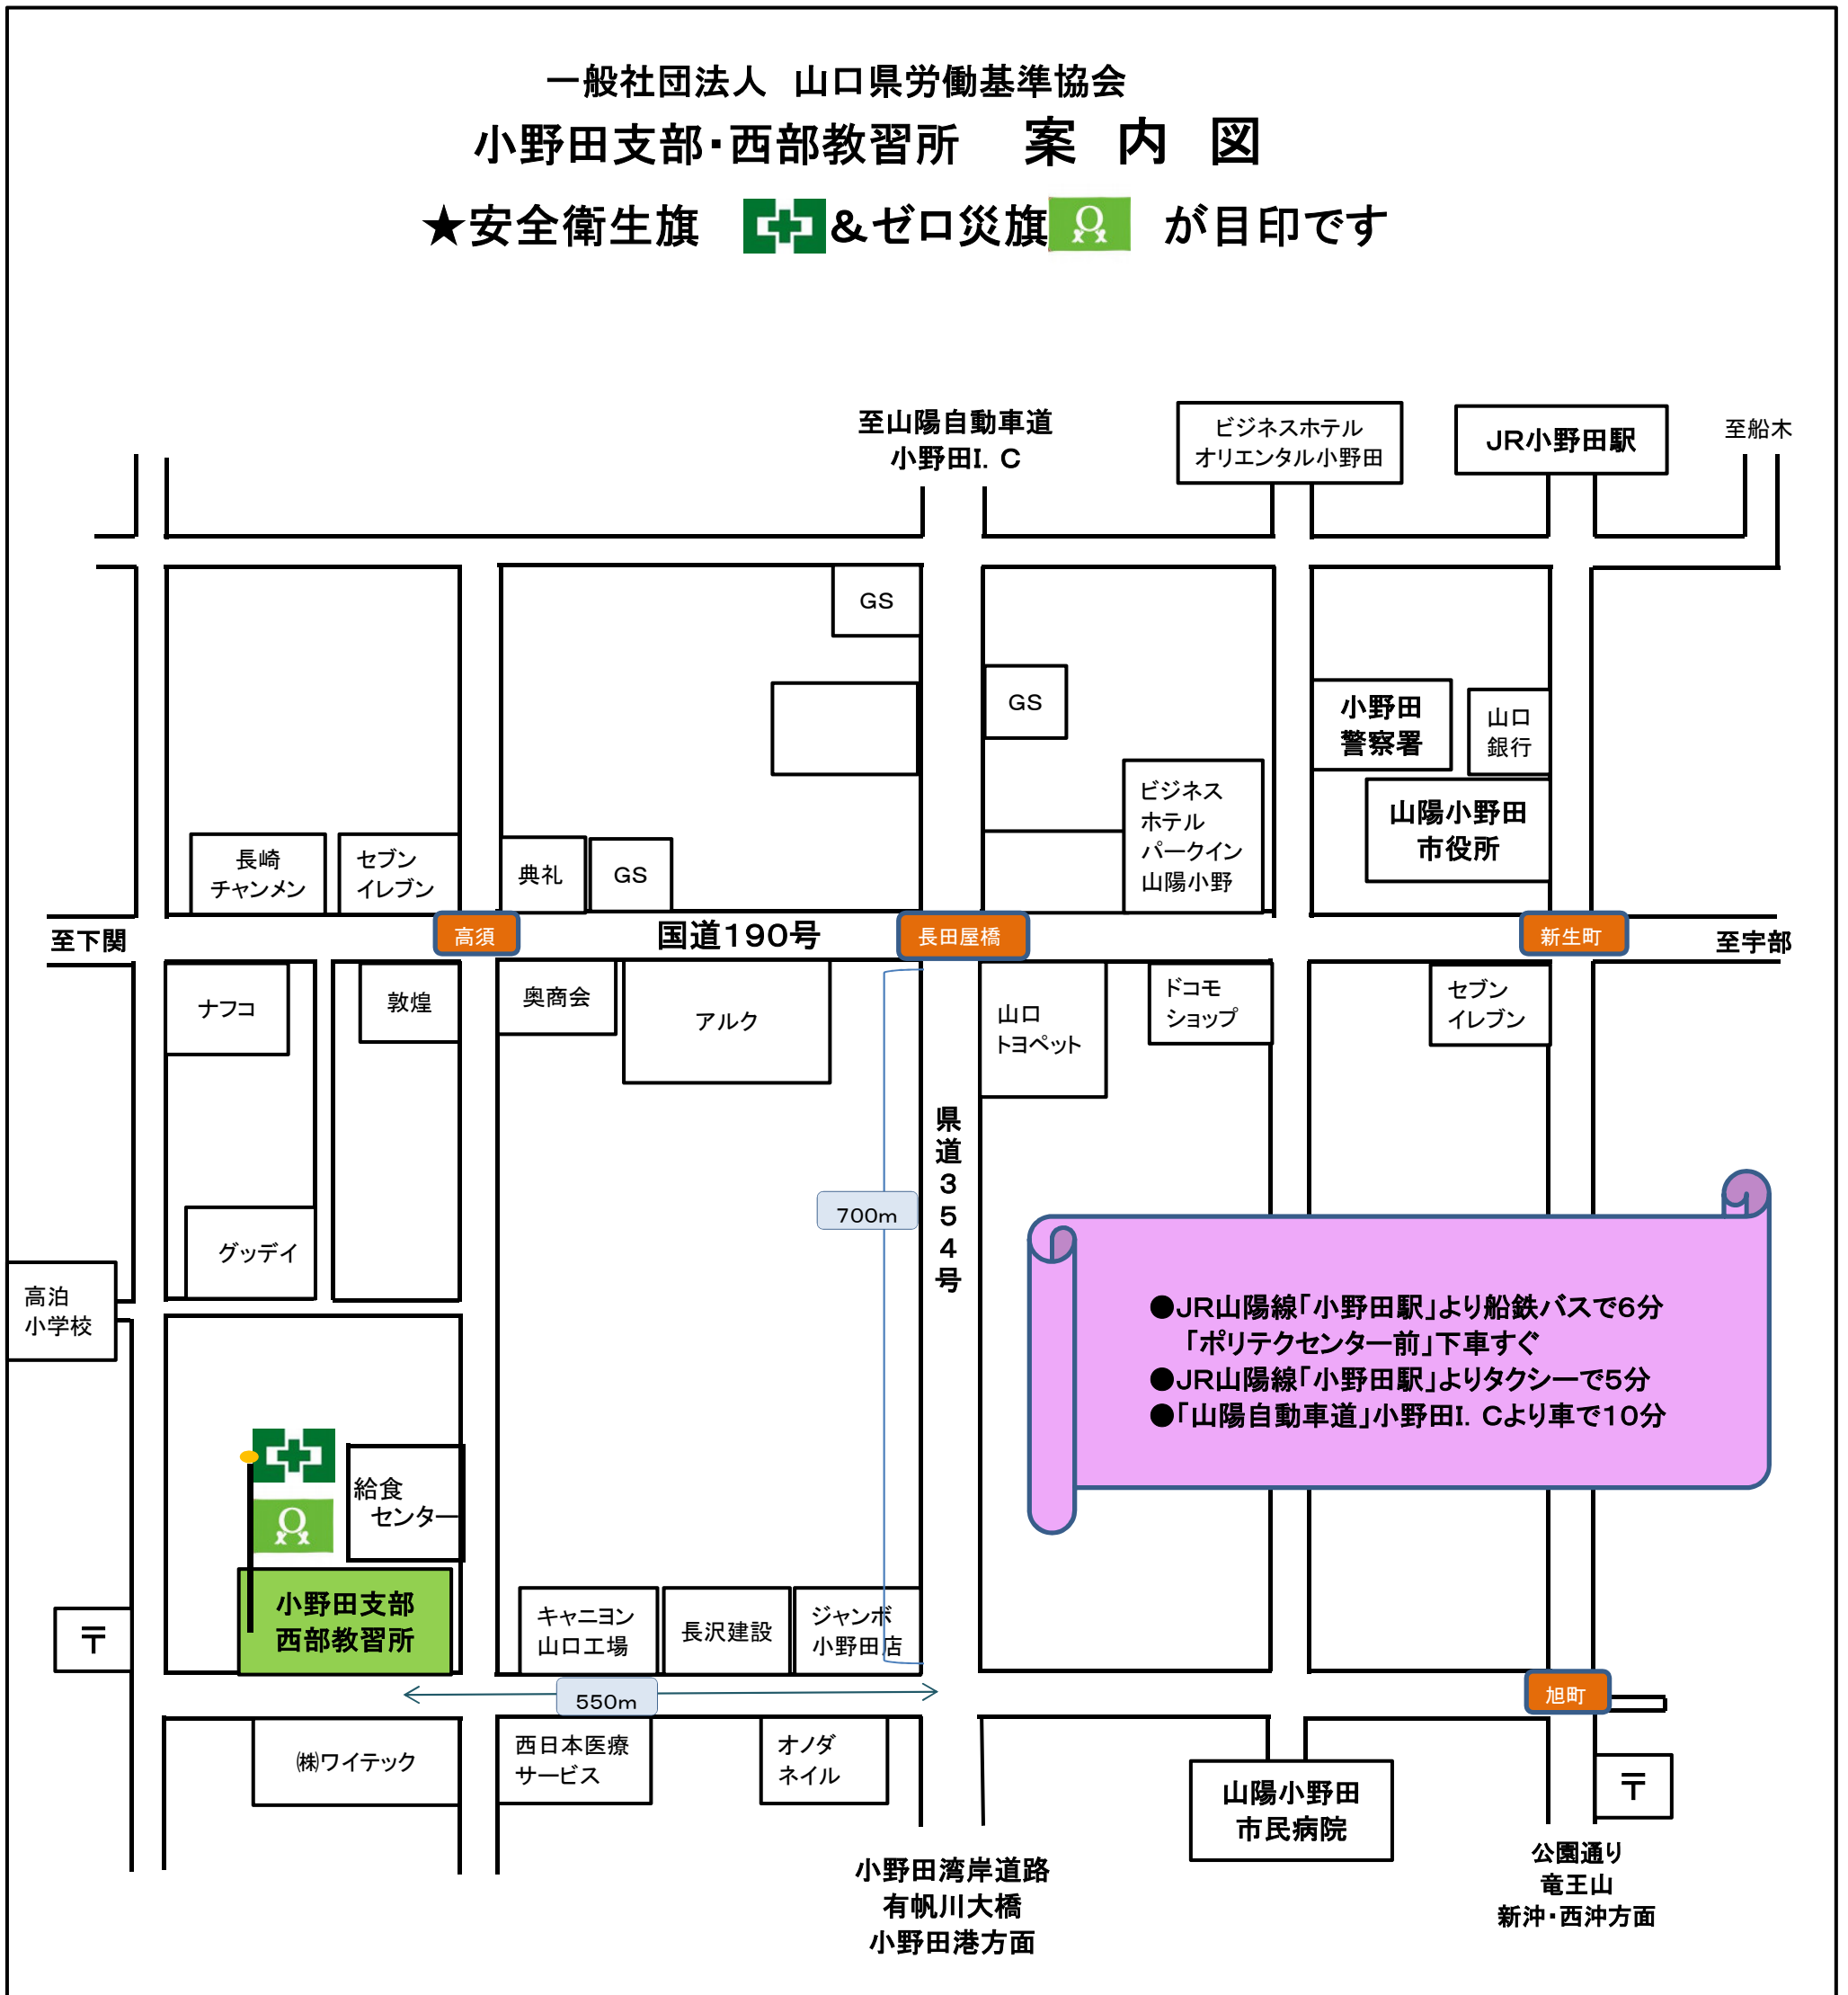 一般社団法人　山口県労働基準協会
小野田支部・西部教習所　案 内 図
★安全衛生旗　&ゼロ災旗　が目印です
至山陽自動車道
小野田I．C
ビジネスホテル
オリエンタル小野田
JR小野田駅
至船木
GS
GS
小野田
警察署
山口
銀行
山陽小野田
市役所
ビジネス
ホテル
パークイン
山陽小野
長崎
チャンメン
セブン
イレブン
典礼
GS
至下関
高須
国道190号
長田屋橋
新生町
至宇部
ナフコ
敦煌
奥商会
アルク
山口
トヨペット
ドコモ
ショップ
セブン
イレブン
県道354号
700m
グッデイ
高泊
小学校
●JR山陽線「小野田駅」より船鉄バスで6分
「ポリテクセンター前」下車すぐ
●JR山陽線「小野田駅」よりタクシーで5分
●「山陽自動車道」小野田I．Cより車で10分
給食
センター
小野田支部
西部教習所
〒
キャニヨン
山口工場
長沢建設
ジャンボ
小野田店
550m
旭町
㈱ワイテック
西日本医療
サービス
オノダ
ネイル
山陽小野田
市民病院
〒
小野田湾岸道路
有帆川大橋
小野田港方面
公園通り
竜王山
新沖・西沖方面